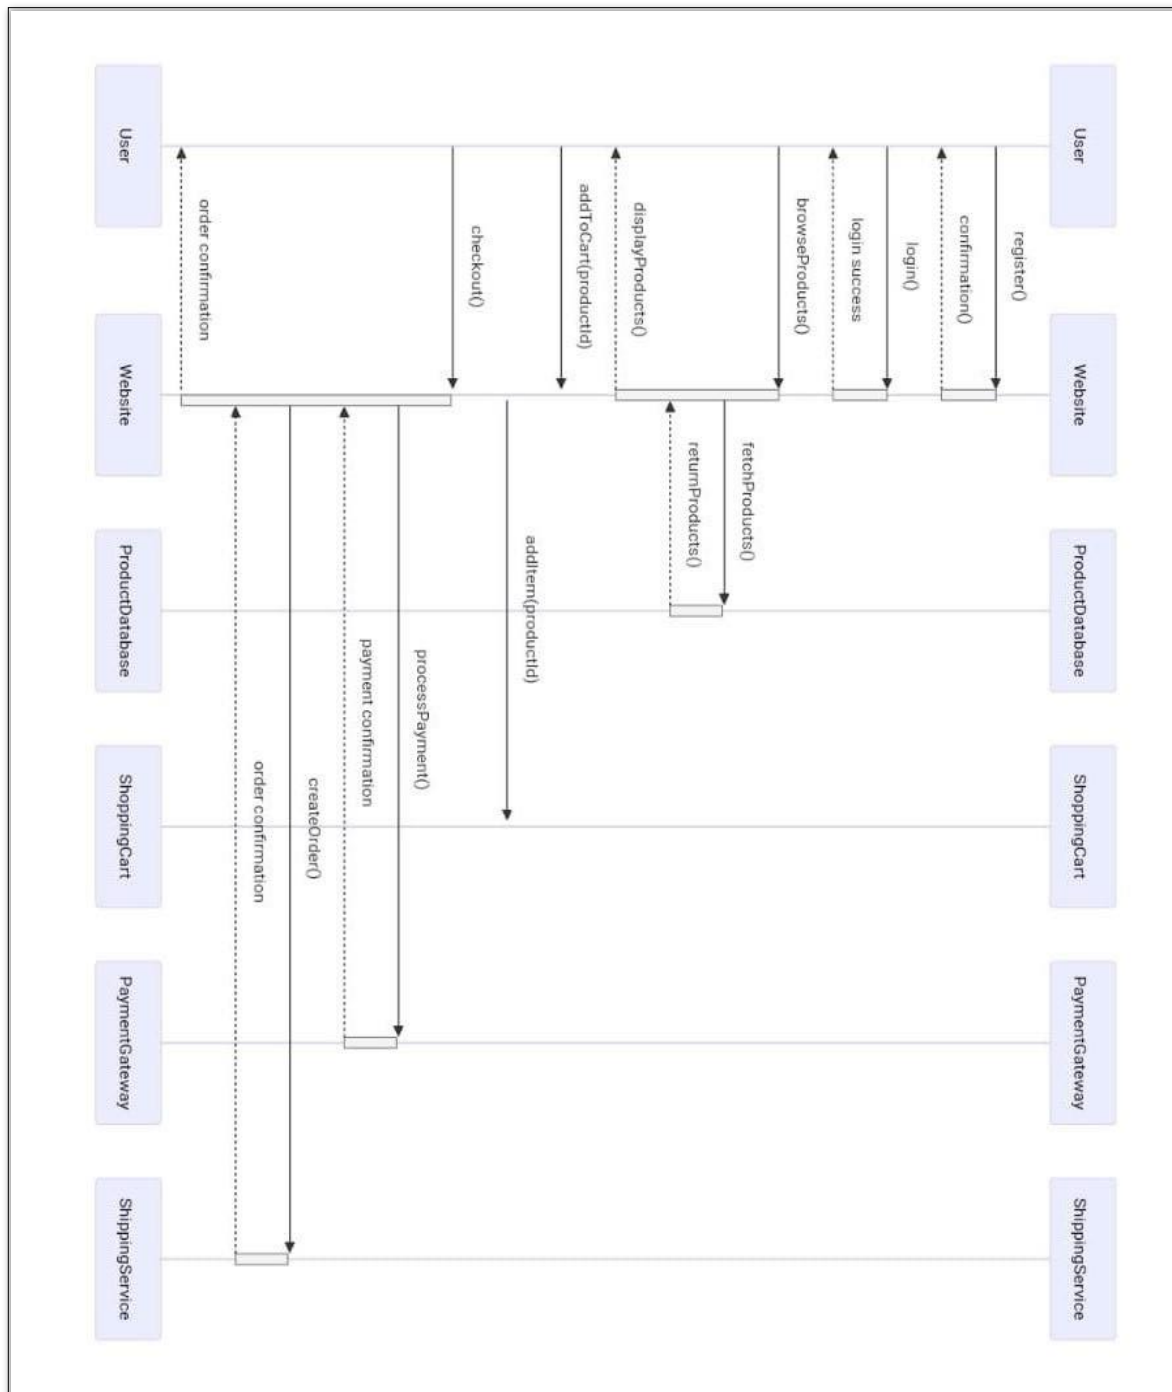 User
Website
ProductDatabase
ShoppingCart
PaymentGateway
ShippingService
register()
confirmation()
login()
login success
browseProducts()
fetchProducts()
returnProducts()
displayProducts()
addToCart(productId)
addItem(productId)
checkout()
processPayment()
payment confirmation
createOrder()
order confirmation
order confirmation
User
Website
ProductDatabase
ShoppingCart
PaymentGateway
ShippingService